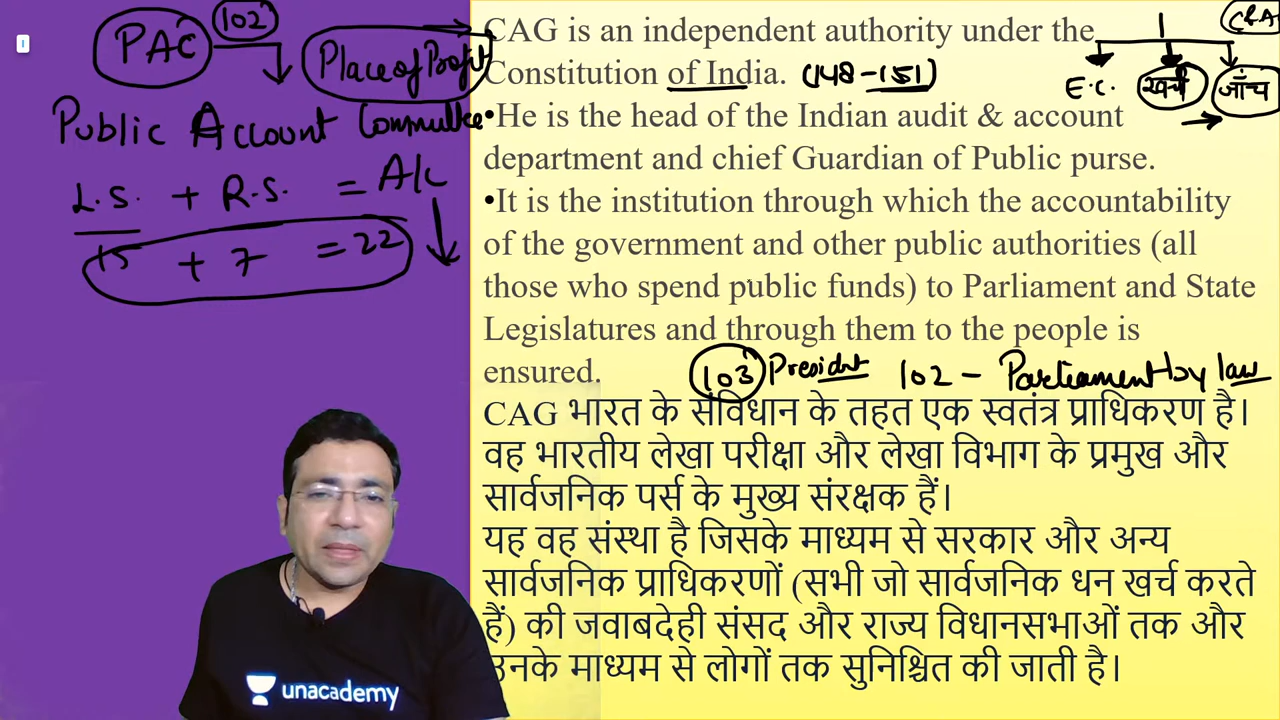 PAC 102
Place of Profit
Public Account Committee
L.S. + R.S. = A/c
15 + 7 = 22
CAG is an independent authority under the
Constitution of India. (148-151)
•He is the head of the Indian audit & account
department and chief Guardian of Public purse.
•It is the institution through which the accountability
of the government and other public authorities (all
those who spend public funds) to Parliament and State
Legislatures and through them to the people is
ensured.
103 President 102 - Parliament by law
CAG भारत के संविधान के तहत एक स्वतंत्र प्राधिकरण है।
वह भारतीय लेखा परीक्षा और लेखा विभाग के प्रमुख और
सार्वजनिक पर्स के मुख्य संरक्षक हैं।
यह वह संस्था है जिसके माध्यम से सरकार और अन्य
सार्वजनिक प्राधिकरणों (सभी जो सार्वजनिक धन खर्च करते
हैं) की जवाबदेही संसद और राज्य विधानसभाओं तक और
उनके माध्यम से लोगों तक सुनिश्चित की जाती है।
E.C. खर्च जाँच
unacademy